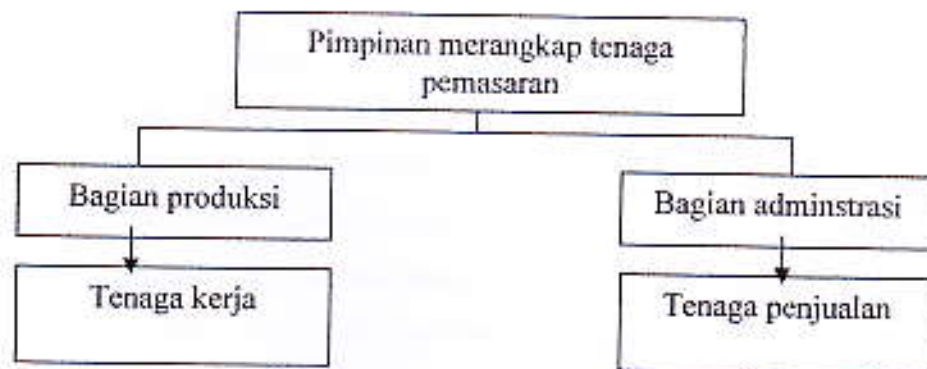 Pimpinan merangkap tenaga
pemasaran
Bagian produksi
Bagian adminstrasi
Tenaga kerja
Tenaga penjualan